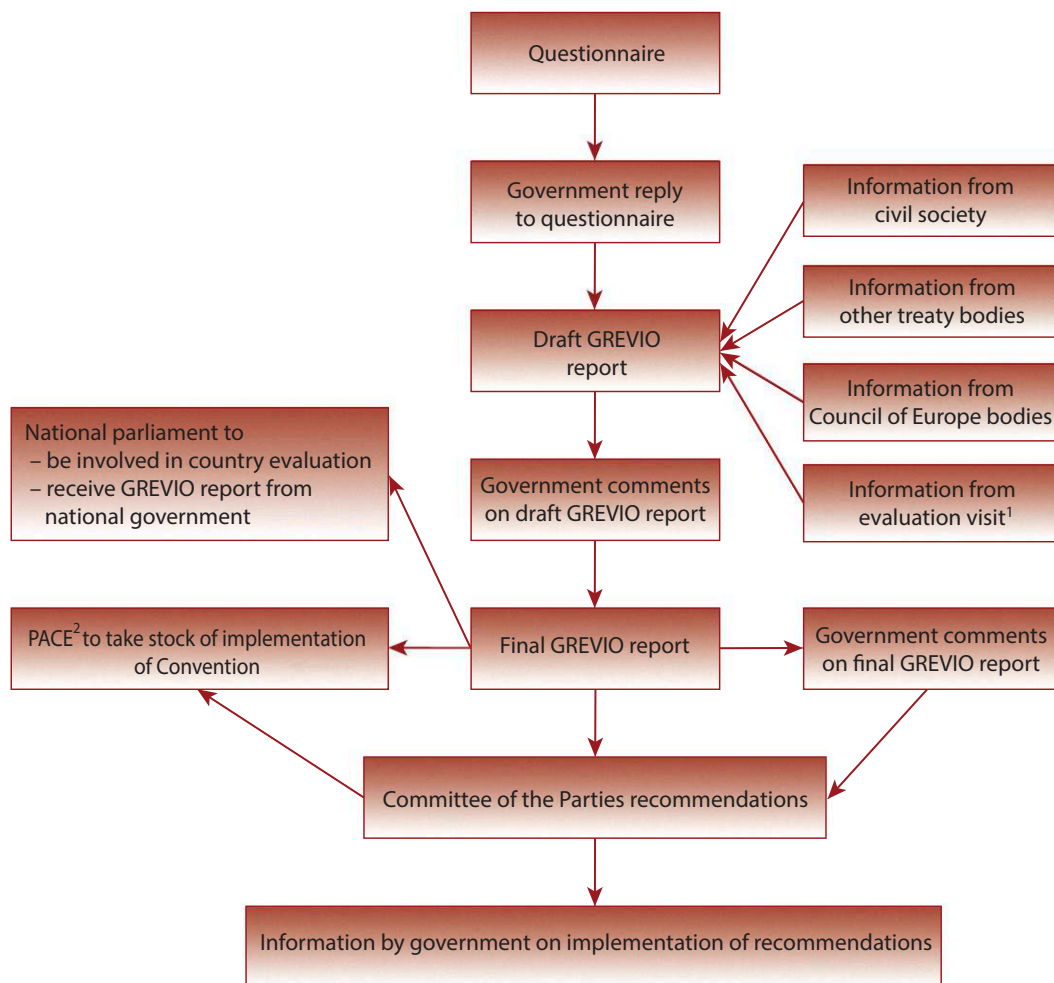 Questionnaire
Government reply
to questionnaire
Information from
civil society
Information from
other treaty bodies
Draft GREVIO
report
Information from
Council of Europe bodies
National parliament to
– be involved in country evaluation
– receive GREVIO report from
national government
Government comments
on draft GREVIO report
Information from
evaluation visit¹
PACE² to take stock of implementation
of Convention
Final GREVIO report
Government comments
on final GREVIO report
Committee of the Parties recommendations
Information by government on implementation of recommendations